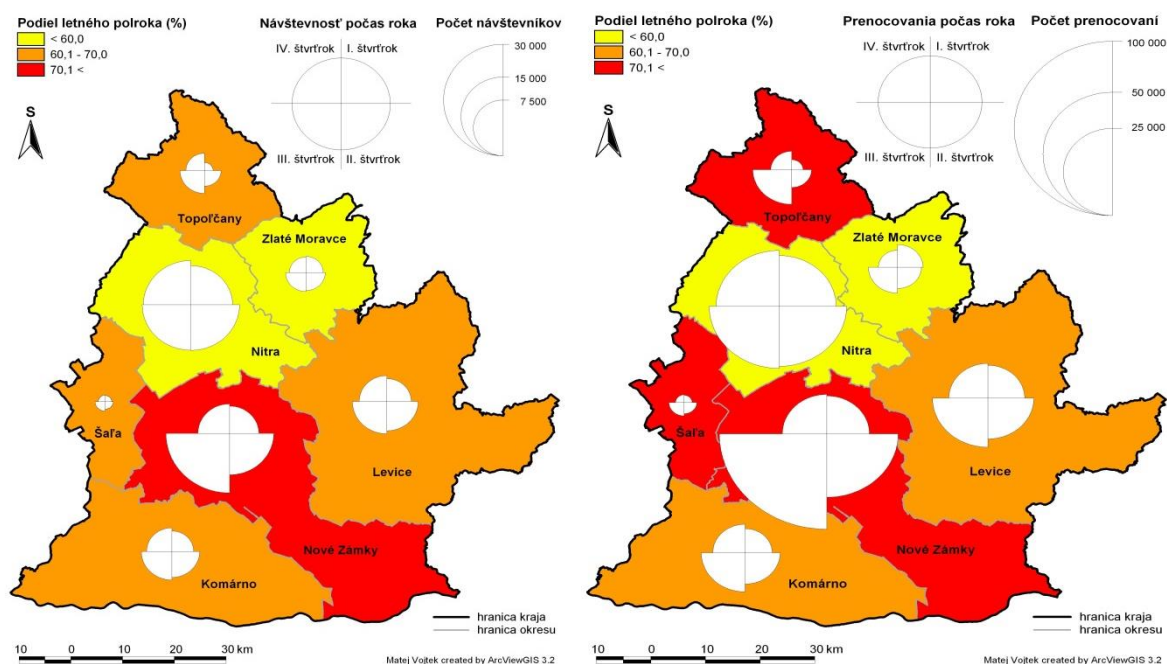 Podiel letného polroka (%)
< 60,0
60,1 - 70,0
70,1 <
Návštevnosť počas roka
IV. štvrťrok
I. štvrťrok
III. štvrťrok
II. štvrťrok
Počet návštevníkov
30 000
15 000
7 500
S
Topoľčany
Zlaté Moravce
Nitra
Šaľa
Levice
Nové Zámky
Komárno
hranica kraja
hranica okresu
10 0 10 20 30 km
Matej Vojtek created by ArcViewGIS 3.2
Podiel letného polroka (%)
< 60,0
60,1 - 70,0
70,1 <
Prenocovania počas roka
IV. štvrťrok
I. štvrťrok
III. štvrťrok
II. štvrťrok
Počet prenocovaní
100 000
50 000
25 000
S
Topoľčany
Zlaté Moravce
Nitra
Šaľa
Levice
Nové Zámky
Komárno
hranica kraja
hranica okresu
10 0 10 20 30 km
Matej Vojtek created by ArcViewGIS 3.2